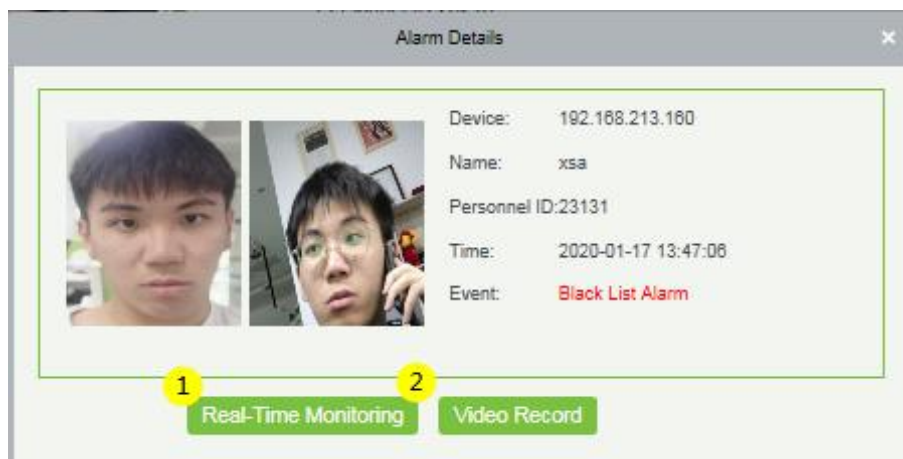 Alarm Details
×
Device: 192.168.213.160
Name: xsa
Personnel ID:23131
Time: 2020-01-17 13:47:06
Event: Black List Alarm
1
2
Real-Time Monitoring
Video Record